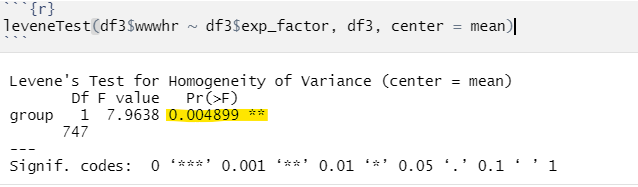 ```{r}
leveneTest(df3$wwwhr ~ df3$exp_factor, df3, center = mean)
```
Levene's Test for Homogeneity of Variance (center = mean)
Df F value Pr(>F)
group 1 7.9638 0.004899 **
747
---
Signif. codes: 0 ‘***’ 0.001 ‘**’ 0.01 ‘*’ 0.05 ‘.’ 0.1 ‘ ’ 1